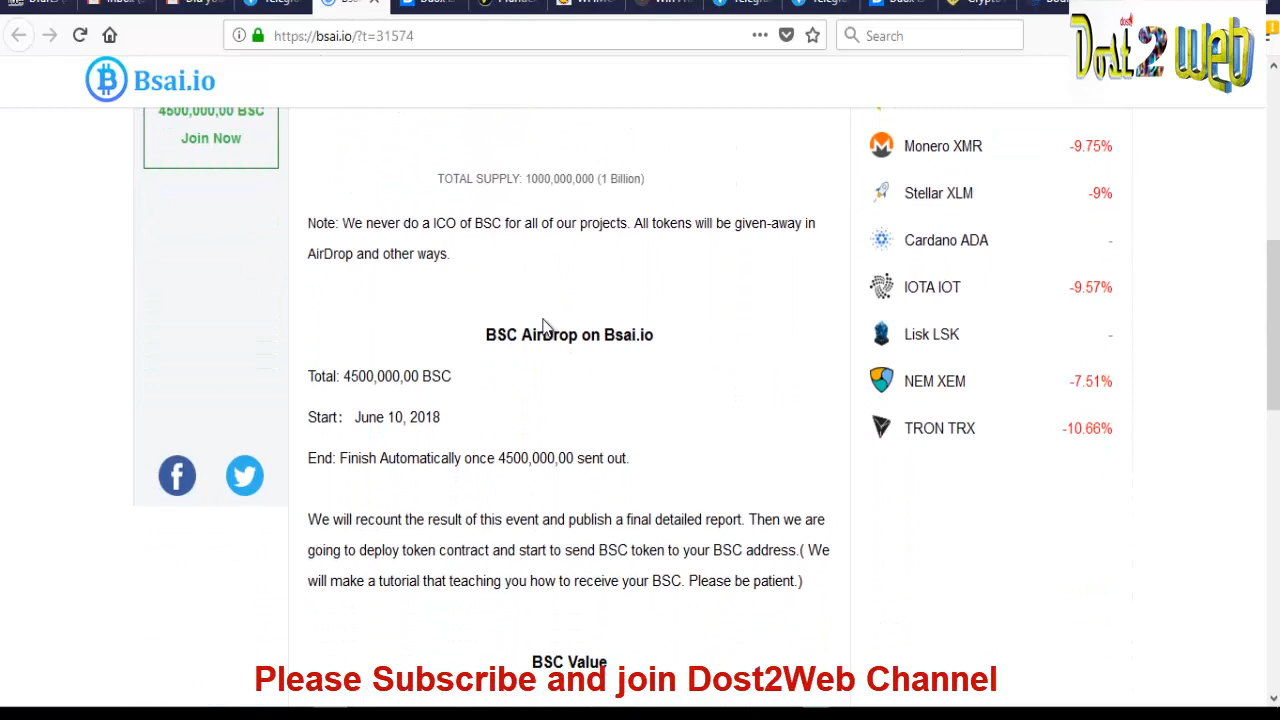 https://bsai.io/?t=31574
Search
dost
Dost 2 Web
Bsai.io
4500,000,00 BSC
Join Now
TOTAL SUPPLY: 1000,000,000 (1 Billion)
Note: We never do a ICO of BSC for all of our projects. All tokens will be given-away in
AirDrop and other ways.
BSC AirDrop on Bsai.io
Total: 4500,000,00 BSC
Start: June 10, 2018
End: Finish Automatically once 4500,000,00 sent out.
We will recount the result of this event and publish a final detailed report. Then we are
going to deploy token contract and start to send BSC token to your BSC address.( We
will make a tutorial that teaching you how to receive your BSC. Please be patient.)
BSC Value
Monero XMR -9.75%
Stellar XLM -9%
Cardano ADA -
IOTA IOT -9.57%
Lisk LSK -
NEM XEM -7.51%
TRON TRX -10.66%
Please Subscribe and join Dost2Web Channel